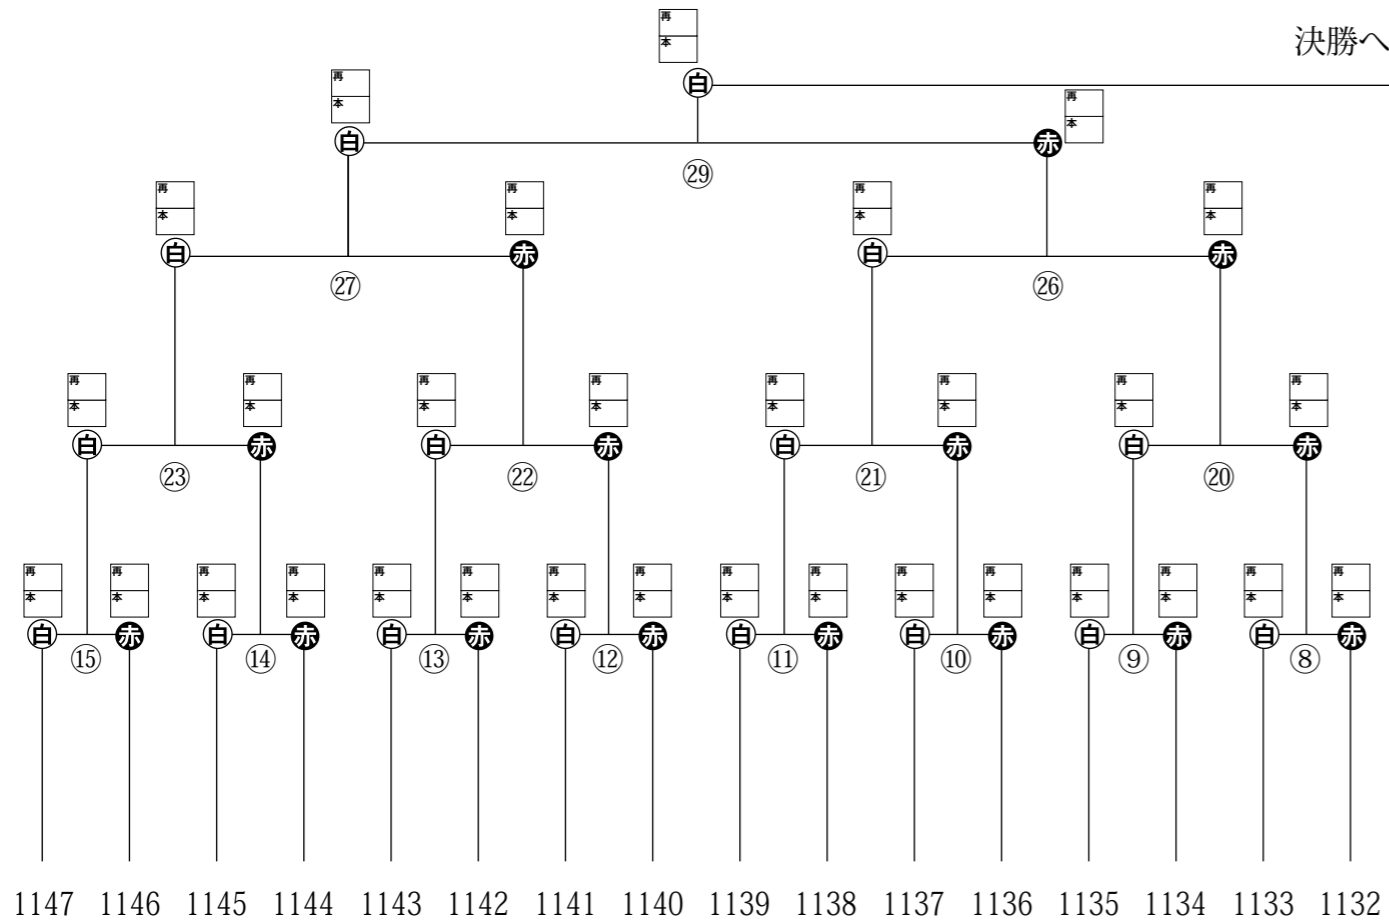 再
本
決勝へ
白
再
本
再
本
白
赤
㉙
再
本
再
本
再
本
再
本
白
赤
白
赤
㉗
㉖
再
本
再
本
再
本
再
本
再
本
再
本
再
本
再
本
白
赤
白
赤
白
赤
白
赤
㉓
㉒
㉑
⑳
再
本
再
本
再
本
再
本
再
本
再
本
再
本
再
本
再
本
再
本
再
本
再
本
再
本
再
本
再
本
再
本
白
赤
白
赤
白
赤
白
赤
白
赤
白
赤
白
赤
白
赤
⑮
⑭
⑬
⑫
⑪
⑩
⑨
⑧
1147 1146 1145 1144 1143 1142 1141 1140 1139 1138 1137 1136 1135 1134 1133 1132